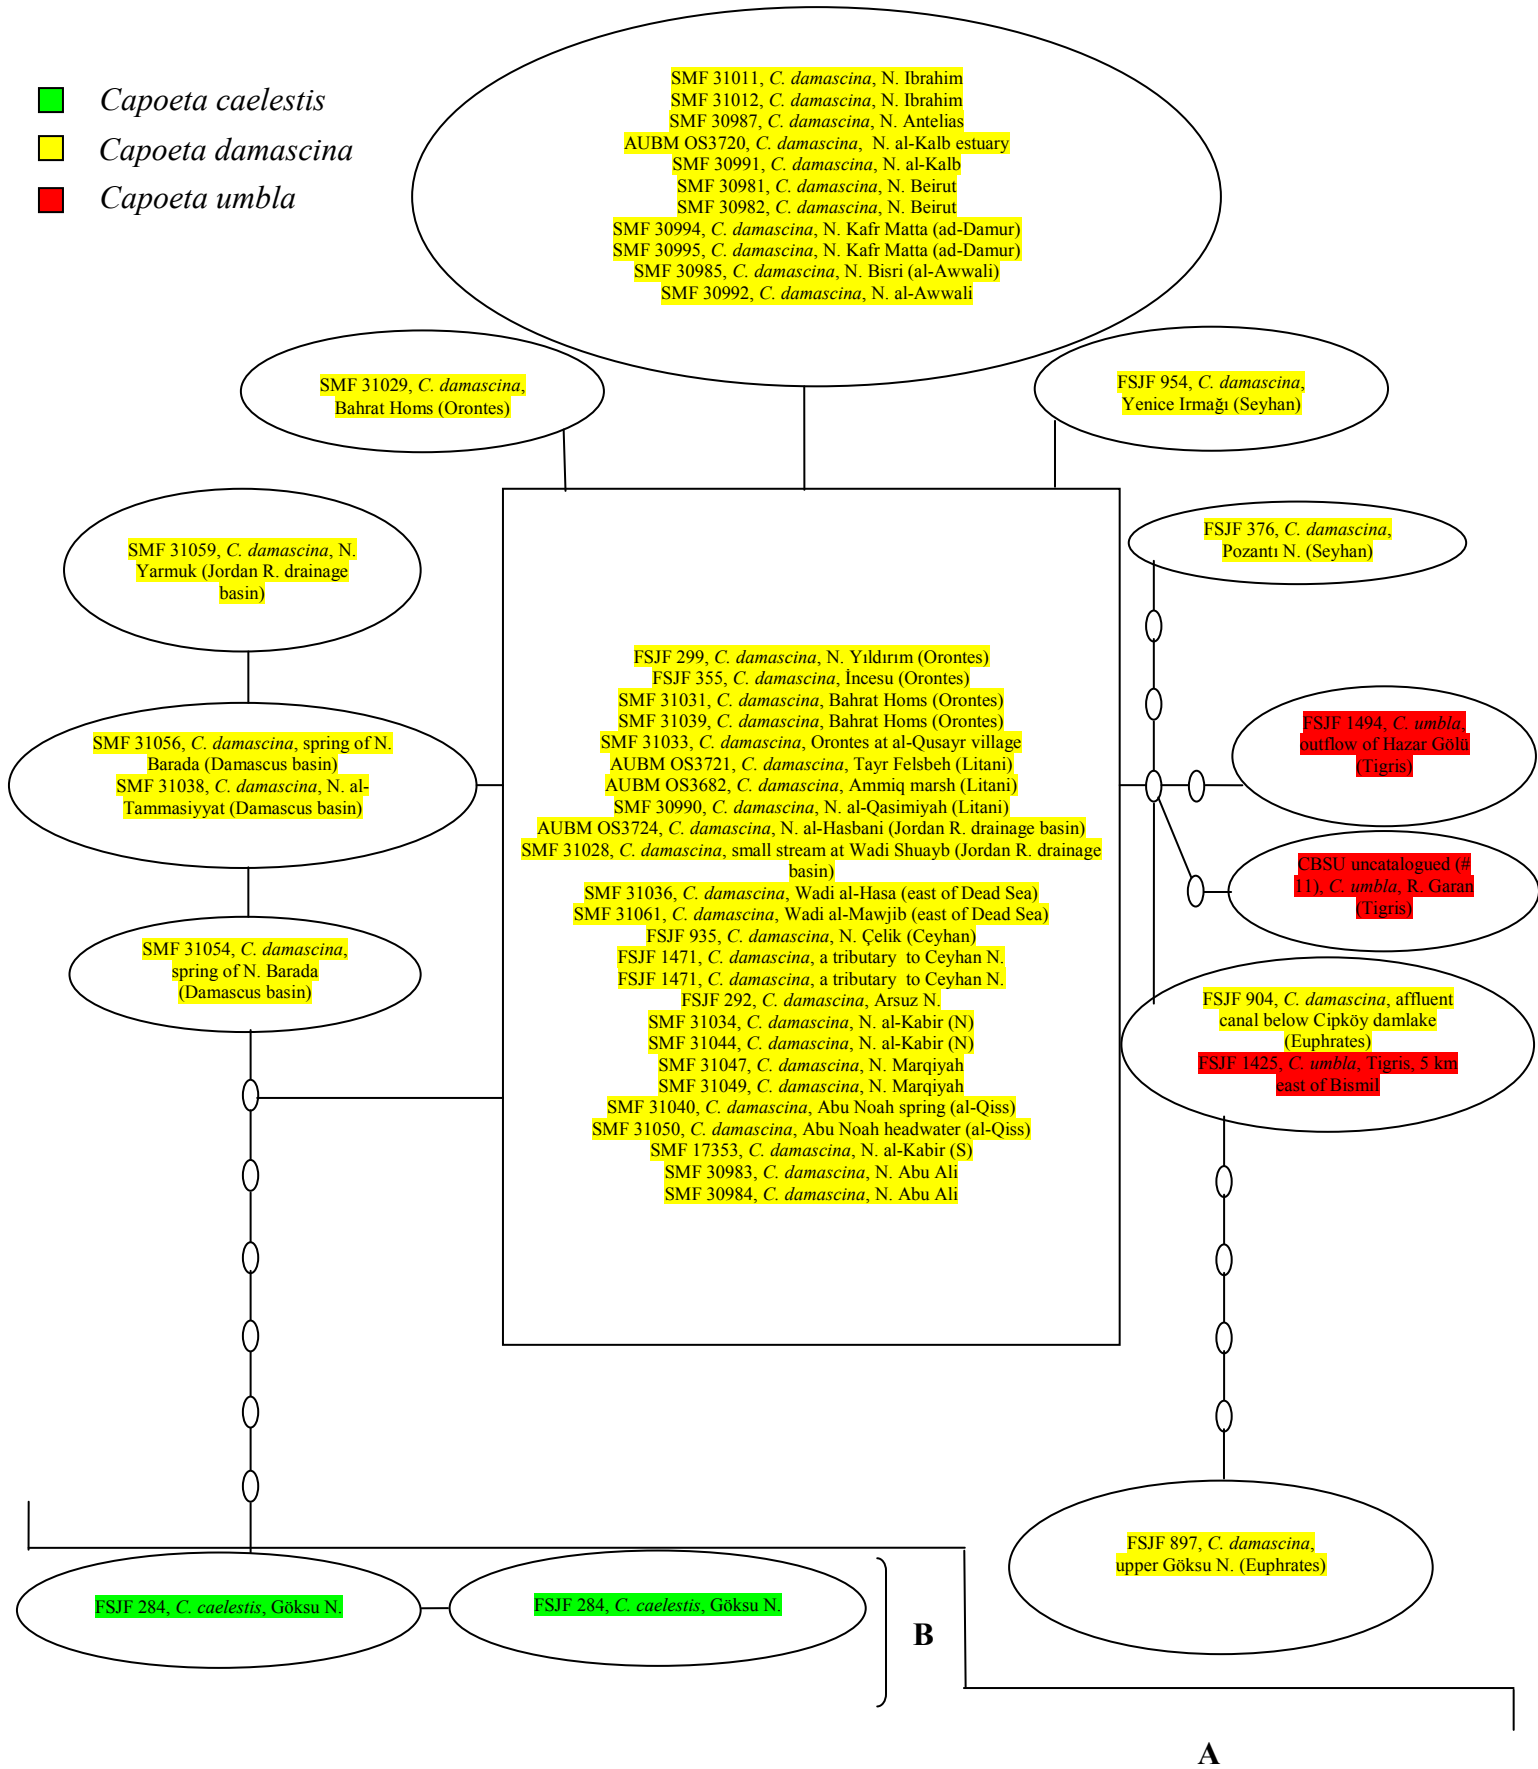 Capoeta caelestis
Capoeta damascina
Capoeta umbla
SMF 31011, C. damascina, N. Ibrahim
SMF 31012, C. damascina, N. Ibrahim
SMF 30987, C. damascina, N. Antelias
AUBM OS3720, C. damascina, N. al-Kalb estuary
SMF 30991, C. damascina, N. al-Kalb
SMF 30981, C. damascina, N. Beirut
SMF 30982, C. damascina, N. Beirut
SMF 30994, C. damascina, N. Kafr Matta (ad-Damur)
SMF 30995, C. damascina, N. Kafr Matta (ad-Damur)
SMF 30985, C. damascina, N. Bisri (al-Awwali)
SMF 30992, C. damascina, N. al-Awwali
SMF 31029, C. damascina,
Bahrat Homs (Orontes)
FSJF 954, C. damascina,
Yenice Irmağı (Seyhan)
SMF 31059, C. damascina, N.
Yarmuk (Jordan R. drainage
basin)
SMF 31056, C. damascina, spring of N.
Barada (Damascus basin)
SMF 31038, C. damascina, N. al-
Tammasiyyat (Damascus basin)
SMF 31054, C. damascina,
spring of N. Barada
(Damascus basin)
FSJF 299, C. damascina, N. Yıldırım (Orontes)
FSJF 355, C. damascina, İncesu (Orontes)
SMF 31031, C. damascina, Bahrat Homs (Orontes)
SMF 31039, C. damascina, Bahrat Homs (Orontes)
SMF 31033, C. damascina, Orontes at al-Qusayr village
AUBM OS3721, C. damascina, Tayr Felsbeh (Litani)
AUBM OS3682, C. damascina, Ammiq marsh (Litani)
SMF 30990, C. damascina, N. al-Qasimiyah (Litani)
AUBM OS3724, C. damascina, N. al-Hasbani (Jordan R. drainage basin)
SMF 31028, C. damascina, small stream at Wadi Shuayb (Jordan R. drainage
basin)
SMF 31036, C. damascina, Wadi al-Hasa (east of Dead Sea)
SMF 31061, C. damascina, Wadi al-Mawjib (east of Dead Sea)
FSJF 935, C. damascina, N. Çelik (Ceyhan)
FSJF 1471, C. damascina, a tributary to Ceyhan N.
FSJF 1471, C. damascina, a tributary to Ceyhan N.
FSJF 292, C. damascina, Arsuz N.
SMF 31034, C. damascina, N. al-Kabir (N)
SMF 31044, C. damascina, N. al-Kabir (N)
SMF 31047, C. damascina, N. Marqiyah
SMF 31049, C. damascina, N. Marqiyah
SMF 31040, C. damascina, Abu Noah spring (al-Qiss)
SMF 31050, C. damascina, Abu Noah headwater (al-Qiss)
SMF 17353, C. damascina, N. al-Kabir (S)
SMF 30983, C. damascina, N. Abu Ali
SMF 30984, C. damascina, N. Abu Ali
FSJF 376, C. damascina,
Pozantı N. (Seyhan)
FSJF 1494, C. umbla,
outflow of Hazar Gölü
(Tigris)
CBSU uncatalogued (#
11), C. umbla, R. Garan
(Tigris)
FSJF 904, C. damascina, affluent
canal below Cipköy damlake
(Euphrates)
FSJF 1425, C. umbla, Tigris, 5 km
east of Bismil
FSJF 897, C. damascina,
upper Göksu N. (Euphrates)
FSJF 284, C. caelestis, Göksu N.
FSJF 284, C. caelestis, Göksu N.
B
A